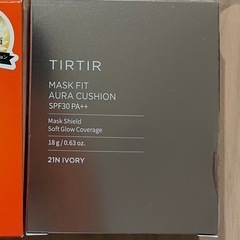 TIRTIR
MASK FIT
AURA CUSHION
SPF30 PA++
Mask Shield
Soft Glow Coverage
18 g / 0.63 oz.
21N IVORY